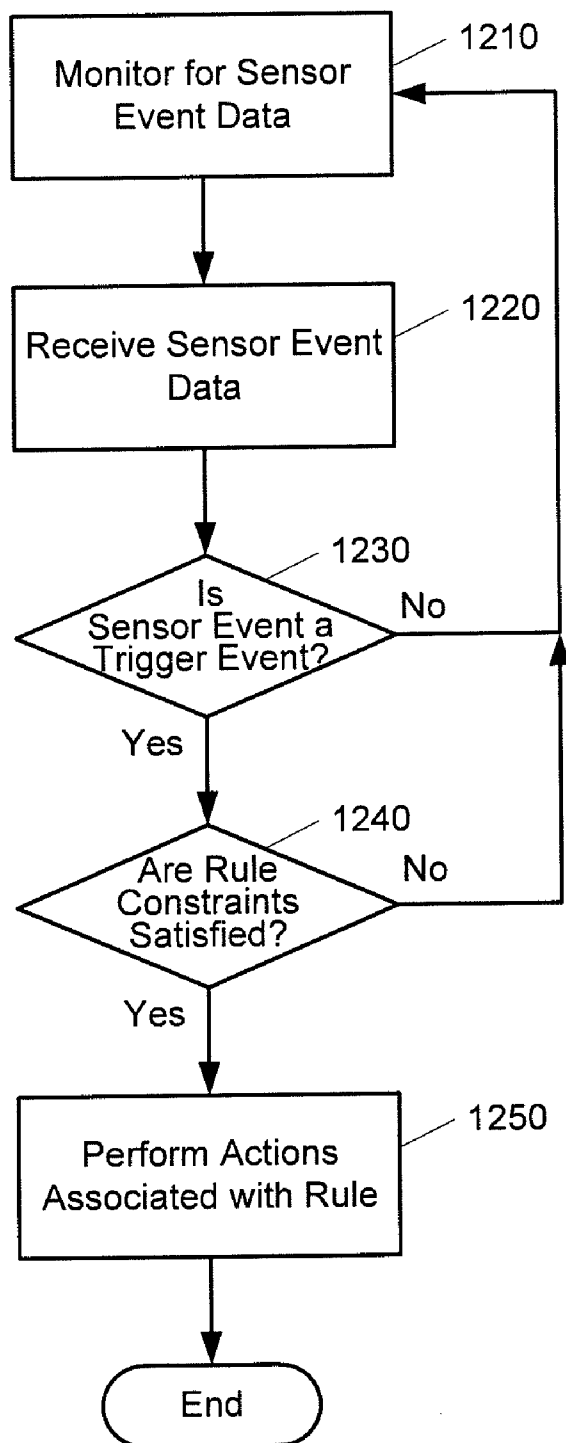 1210
Monitor for Sensor
Event Data
1220
Receive Sensor Event
Data
1230
Is
Sensor Event a
Trigger Event?
No
Yes
1240
Are Rule
Constraints
Satisfied?
No
Yes
1250
Perform Actions
Associated with Rule
End